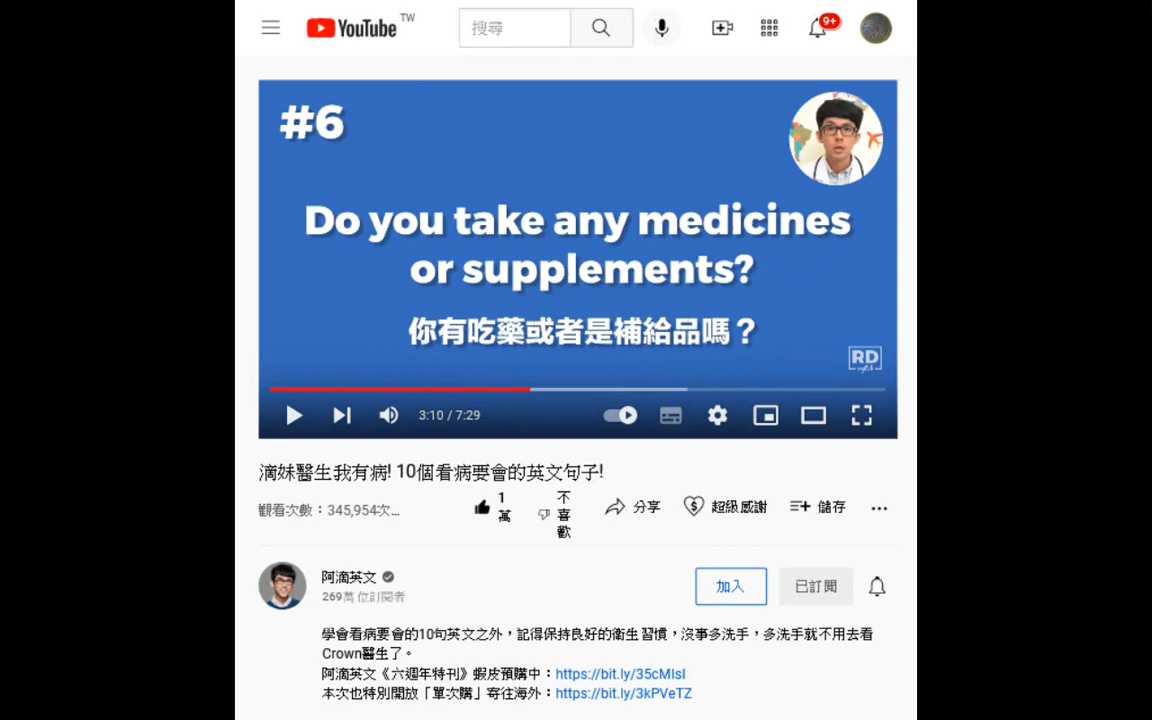 YouTube TW
搜尋
9+
#6
Do you take any medicines
or supplements?
你有吃藥或者是補給品嗎？
RD
3:10 / 7:29
滴妹醫生我有病! 10個看病要會的英文句子!
觀看次數：345,954次...
1
萬
不
喜
歡
分享
超級感謝
儲存
阿滴英文
269萬 位訂閱者
加入
已訂閱
學會看病要會的10句英文之外，記得保持良好的衛生習慣，沒事多洗手，多洗手就不用去看
Crown醫生了。
阿滴英文《六週年特刊》蝦皮預購中：https://bit.ly/35cMIsI
本次也特別開放「單次購」寄往海外：https://bit.ly/3kPVeTZ